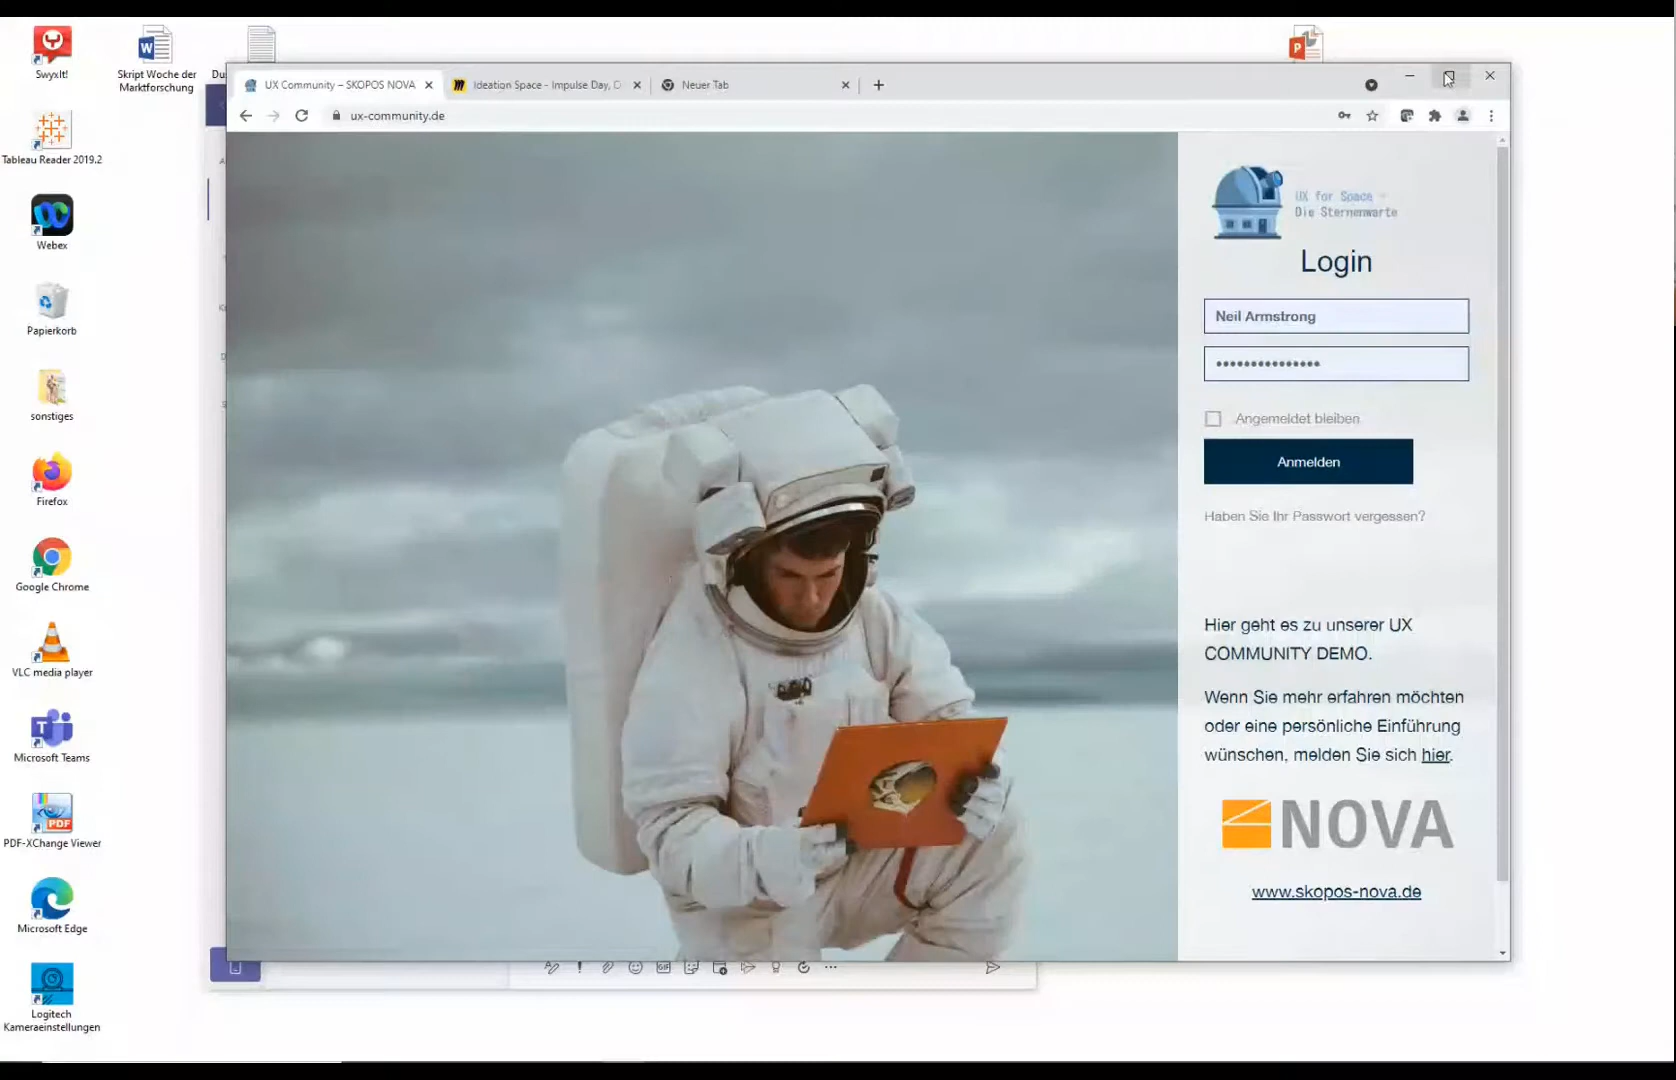 Swyxlt!
Skript Woche der
Marktforschung
Tableau Reader 2019.2
Webex
Papierkorb
sonstiges
Firefox
Google Chrome
VLC media player
Microsoft Teams
PDF-XChange Viewer
Microsoft Edge
Logitech
Kameraeinstellungen
UX Community – SKOPOS NOVA
Ideation Space - Impulse Day, D
Neuer Tab
ux-community.de
UX for Space -
Die Sternenwarte
Login
Neil Armstrong
Angemeldet bleiben
Anmelden
Haben Sie Ihr Passwort vergessen?
Hier geht es zu unserer UX
COMMUNITY DEMO.
Wenn Sie mehr erfahren möchten
oder eine persönliche Einführung
wünschen, melden Sie sich hier.
NOVA
www.skopos-nova.de